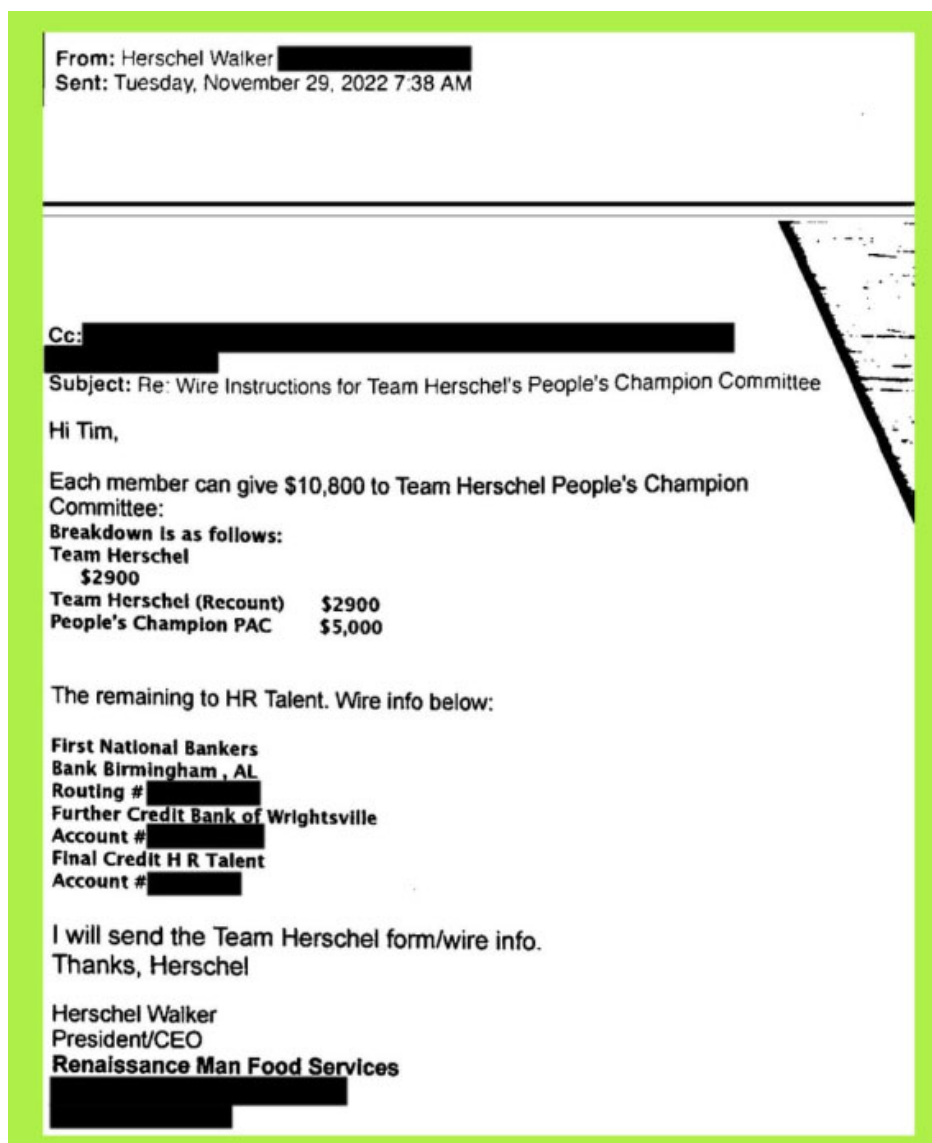 From: Herschel Walker
Sent: Tuesday, November 29, 2022 7:38 AM
Cc:
Subject: Re: Wire Instructions for Team Herschel's People's Champion Committee
Hi Tim,
Each member can give $10,800 to Team Herschel People's Champion
Committee:
Breakdown is as follows:
Team Herschel
$2900
Team Herschel (Recount) $2900
People's Champion PAC $5,000
The remaining to HR Talent. Wire info below:
First National Bankers
Bank Birmingham , AL
Routing #
Further Credit Bank of Wrightsville
Account #
Final Credit H R Talent
Account #
I will send the Team Herschel form/wire info.
Thanks, Herschel
Herschel Walker
President/CEO
Renaissance Man Food Services